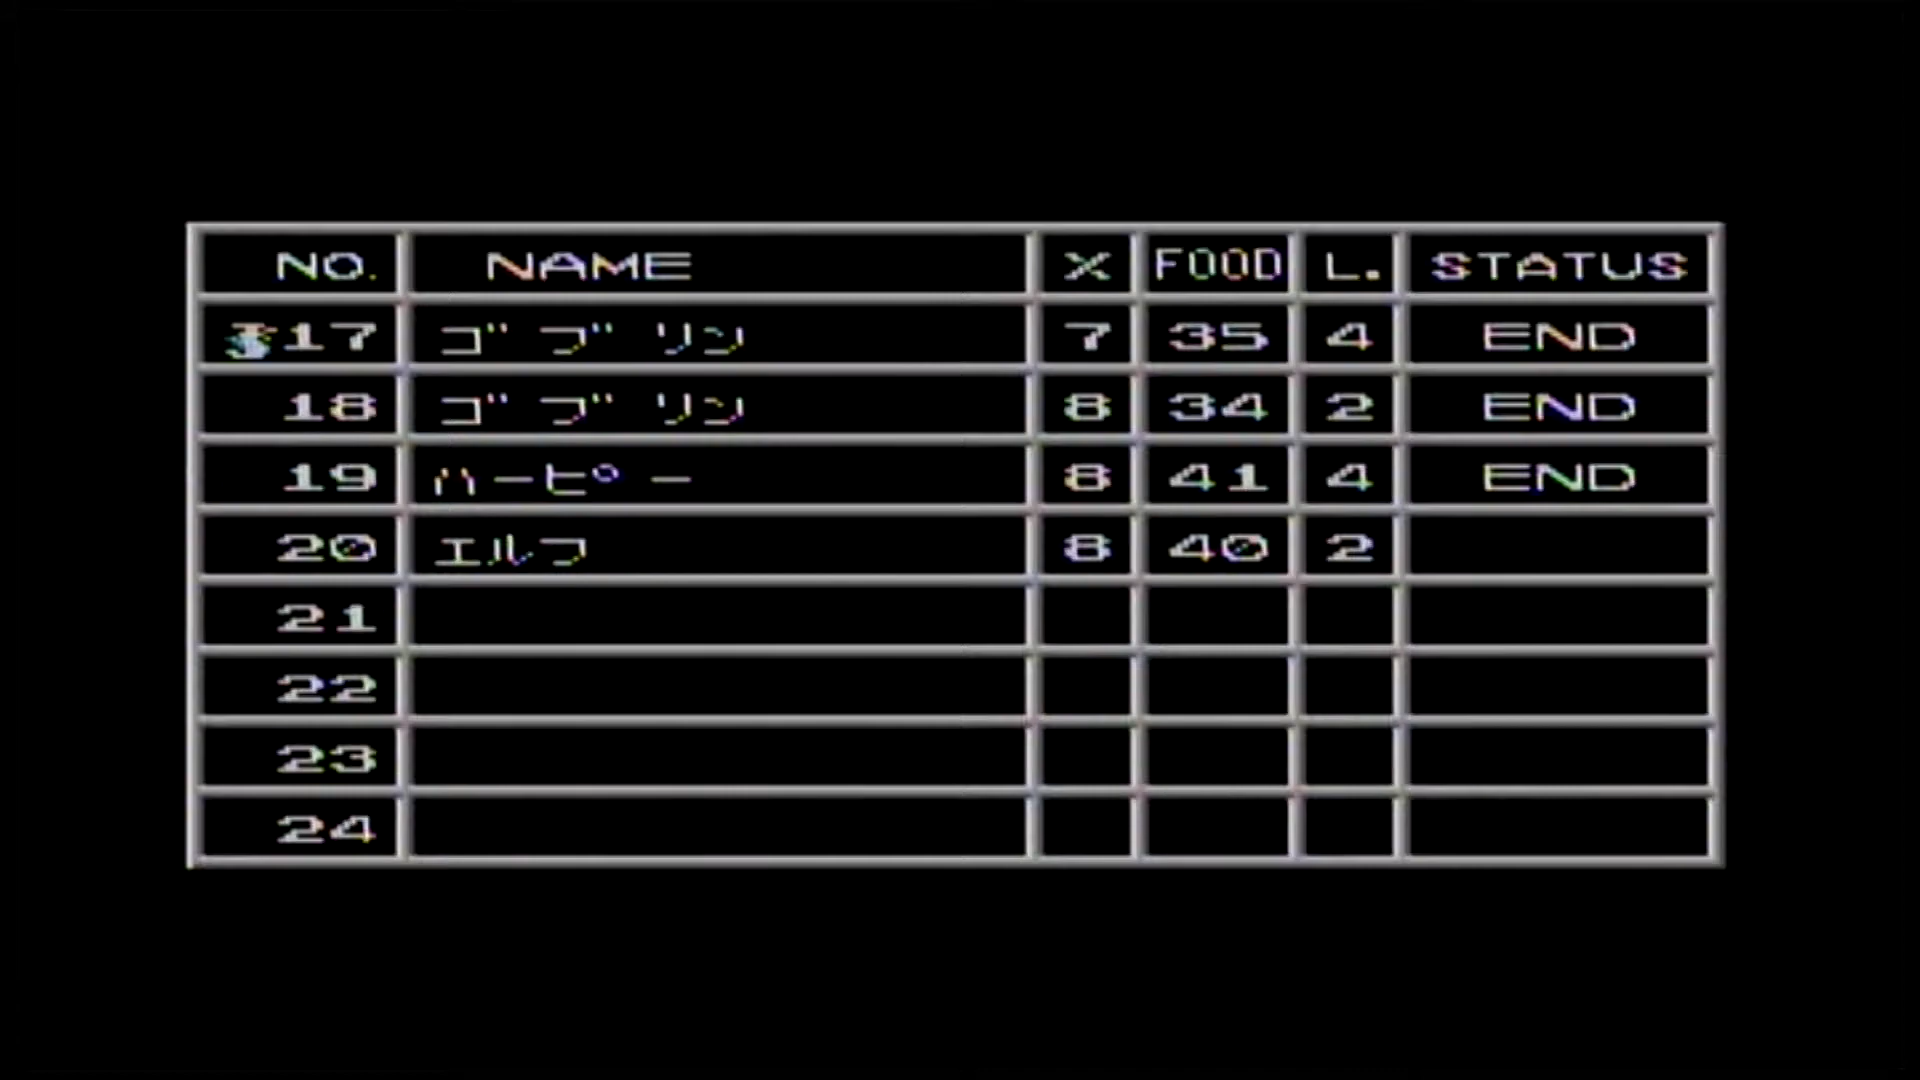 NO. NAME X FOOD L. STATUS
17 ゴブリン 7 35 4 END
18 ゴブリン 8 34 2 END
19 ハーピー 8 41 4 END
20 エルフ 8 40 2
21
22
23
24